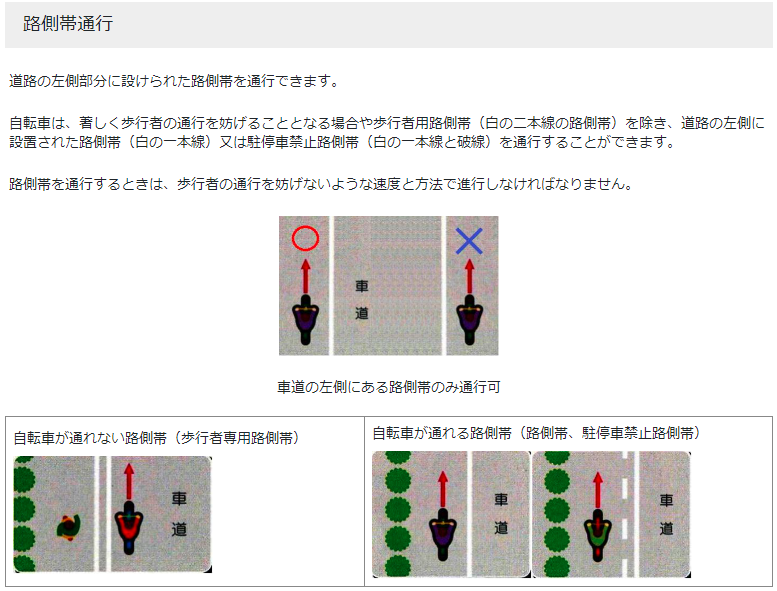 路側帯通行
道路の左側部分に設けられた路側帯を通行できます。
自転車は、著しく歩行者の通行を妨げることとなる場合や歩行者用路側帯（白の二本線の路側帯）を除き、道路の左側に
設置された路側帯（白の一本線）又は駐停車禁止路側帯（白の一本線と破線）を通行することができます。
路側帯を通行するときは、歩行者の通行を妨げないような速度と方法で進行しなければなりません。
車道
車道の左側にある路側帯のみ通行可
自転車が通れない路側帯（歩行者専用路側帯）
車道
自転車が通れる路側帯（路側帯、駐停車禁止路側帯）
車道
車道